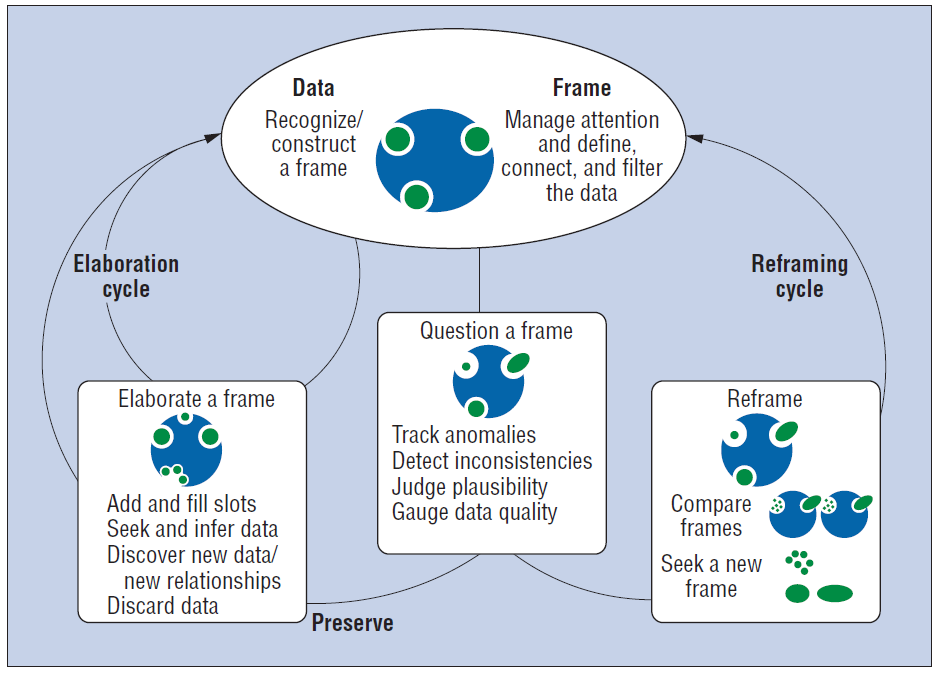 Data
Recognize/
construct
a frame
Frame
Manage attention
and define,
connect, and filter
the data
Elaboration
cycle
Reframing
cycle
Elaborate a frame
Add and fill slots
Seek and infer data
Discover new data/
new relationships
Discard data
Question a frame
Track anomalies
Detect inconsistencies
Judge plausibility
Gauge data quality
Reframe
Compare
frames
Seek a new
frame
Preserve